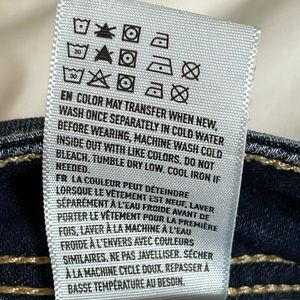 30
30
EN COLOR MAY TRANSFER WHEN NEW,
WASH ONCE SEPARATELY IN COLD WATER
BEFORE WEARING, MACHINE WASH COLD
INSIDE OUT WITH LIKE COLORS. DO NOT
BLEACH. TUMBLE DRY LOW. COOL IRON IF
NEEDED.
FR LA COULEUR PEUT DÉTEINDRE
LORSQUE LE VÊTEMENT EST NEUF, LAVER
SÉPARÉMENT À L'EAU FROIDE AVANT DE
PORTER LE VÊTEMENT POUR LA PREMIÈRE
FOIS, LAVER À LA MACHINE À L'EAU
FROIDE À L'ENVERS AVEC COULEURS
SIMILAIRES. NE PAS JAVELLISER. SÉCHER
À LA MACHINE CYCLE DOUX. REPASSER À
BASSE TEMPÉRATURE AU BESOIN.